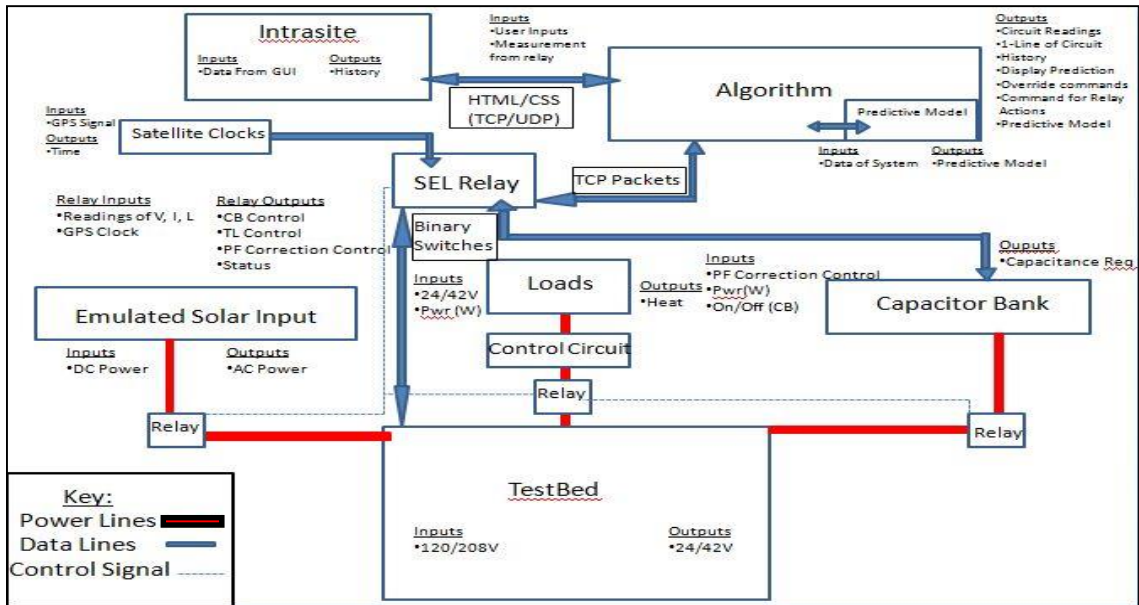 Intrasite
Inputs
•Data From GUI
Outputs
•History
Inputs
•User Inputs
•Measurement
from relay
HTML/CSS
(TCP/UDP)
Algorithm
Predictive Model
Inputs
•Data of System
Outputs
•Predictive Model
Outputs
•Circuit Readings
•1-Line of Circuit
•History
•Display Prediction
•Override commands
•Command for Relay
Actions
•Predictive Model
Inputs
•GPS Signal
Outputs
•Time
Satellite Clocks
SEL Relay
TCP Packets
Relay Inputs
•Readings of V, I, L
•GPS Clock
Relay Outputs
•CB Control
•TL Control
•PF Correction Control
•Status
Binary
Switches
Inputs
•24/42V
•Pwr (W)
Loads
Outputs
•Heat
Inputs
•PF Correction Control
•Pwr(W)
•On/Off (CB)
Ouputs
•Capacitance Req
Capacitor Bank
Emulated Solar Input
Inputs
•DC Power
Outputs
•AC Power
Control Circuit
Relay
Relay
Relay
TestBed
Inputs
•120/208V
Outputs
•24/42V
Key:
Power Lines
Data Lines
Control Signal